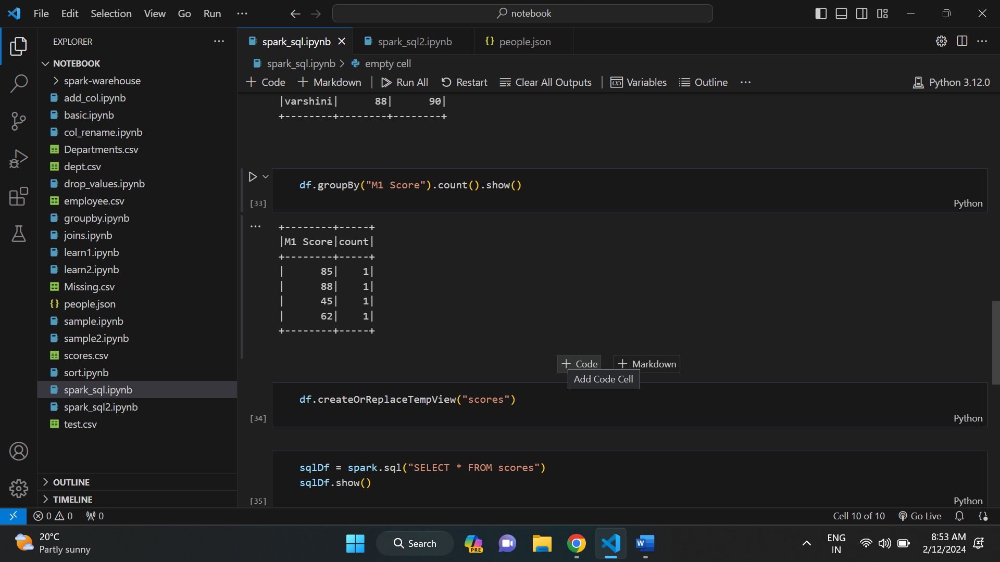 File Edit Selection View Go Run ···
notebook
EXPLORER ···
NOTEBOOK
spark-warehouse
add_col.ipynb
basic.ipynb
col_rename.ipynb
Departments.csv
dept.csv
drop_values.ipynb
employee.csv
groupby.ipynb
joins.ipynb
learn1.ipynb
learn2.ipynb
Missing.csv
{} people.json
sample.ipynb
sample2.ipynb
scores.csv
sort.ipynb
spark_sql.ipynb
spark_sql2.ipynb
test.csv
OUTLINE
TIMELINE
spark_sql.ipynb spark_sql2.ipynb {} people.json ···
spark_sql.ipynb > empty cell
+ Code + Markdown | Run All Restart Clear All Outputs | Variables Outline ··· Python 3.12.0
|varshini|      88|      90|
+--------+--------+--------+
df.groupBy("M1 Score").count().show()
[33] Python
···
+--------+-----+
|M1 Score|count|
+--------+-----+
|      85|    1|
|      88|    1|
|      45|    1|
|      62|    1|
+--------+-----+
+ Code + Markdown
Add Code Cell
df.createOrReplaceTempView("scores")
[34] Python
sqlDf = spark.sql("SELECT * FROM scores")
sqlDf.show()
[35] Python
0 0 0 Cell 10 of 10 Go Live
20°C
Partly sunny
Search
PRE
W
ENG
IN
8:53 AM
2/12/2024